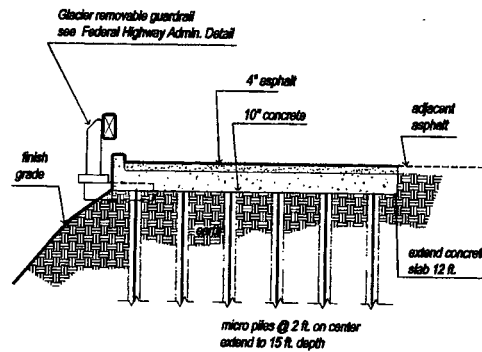 Glacier removable guardrail
see Federal Highway Admin. Detail
4" asphalt
10" concrete
adjacent
asphalt
finish
grade
earth
extend concrete
slab 12 ft.
micro piles @ 2 ft. on center
extend to 15 ft. depth